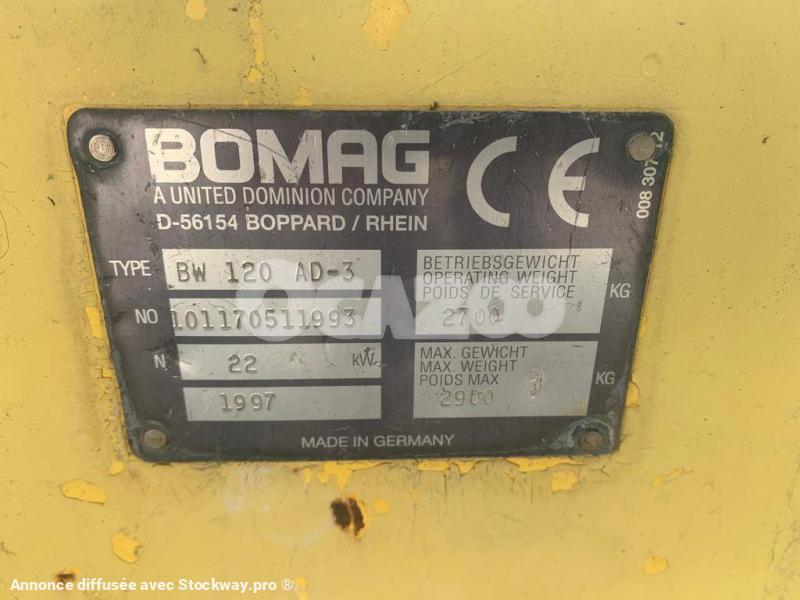 BOMAG
A UNITED DOMINION COMPANY
D-56154 BOPPARD / RHEIN
CE
TYPE BW 120 AD-3
NO 101170511993
N 22 kW
1997
BETRIEBSGEWICHT
OPERATING WEIGHT
POIDS DE SERVICE
2700 KG
MAX. GEWICHT
MAX. WEIGHT
POIDS MAX
2900 KG
MADE IN GERMANY
OCAZOO
Annonce diffusée avec Stockway.pro ®